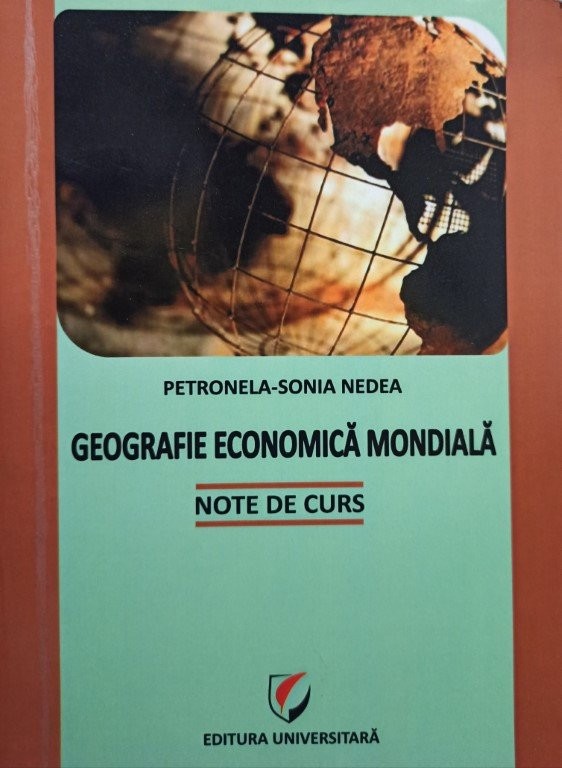 PETRONELA-SONIA NEDEA
GEOGRAFIE ECONOMICĂ MONDIALĂ
NOTE DE CURS
EDITURA UNIVERSITARĂ